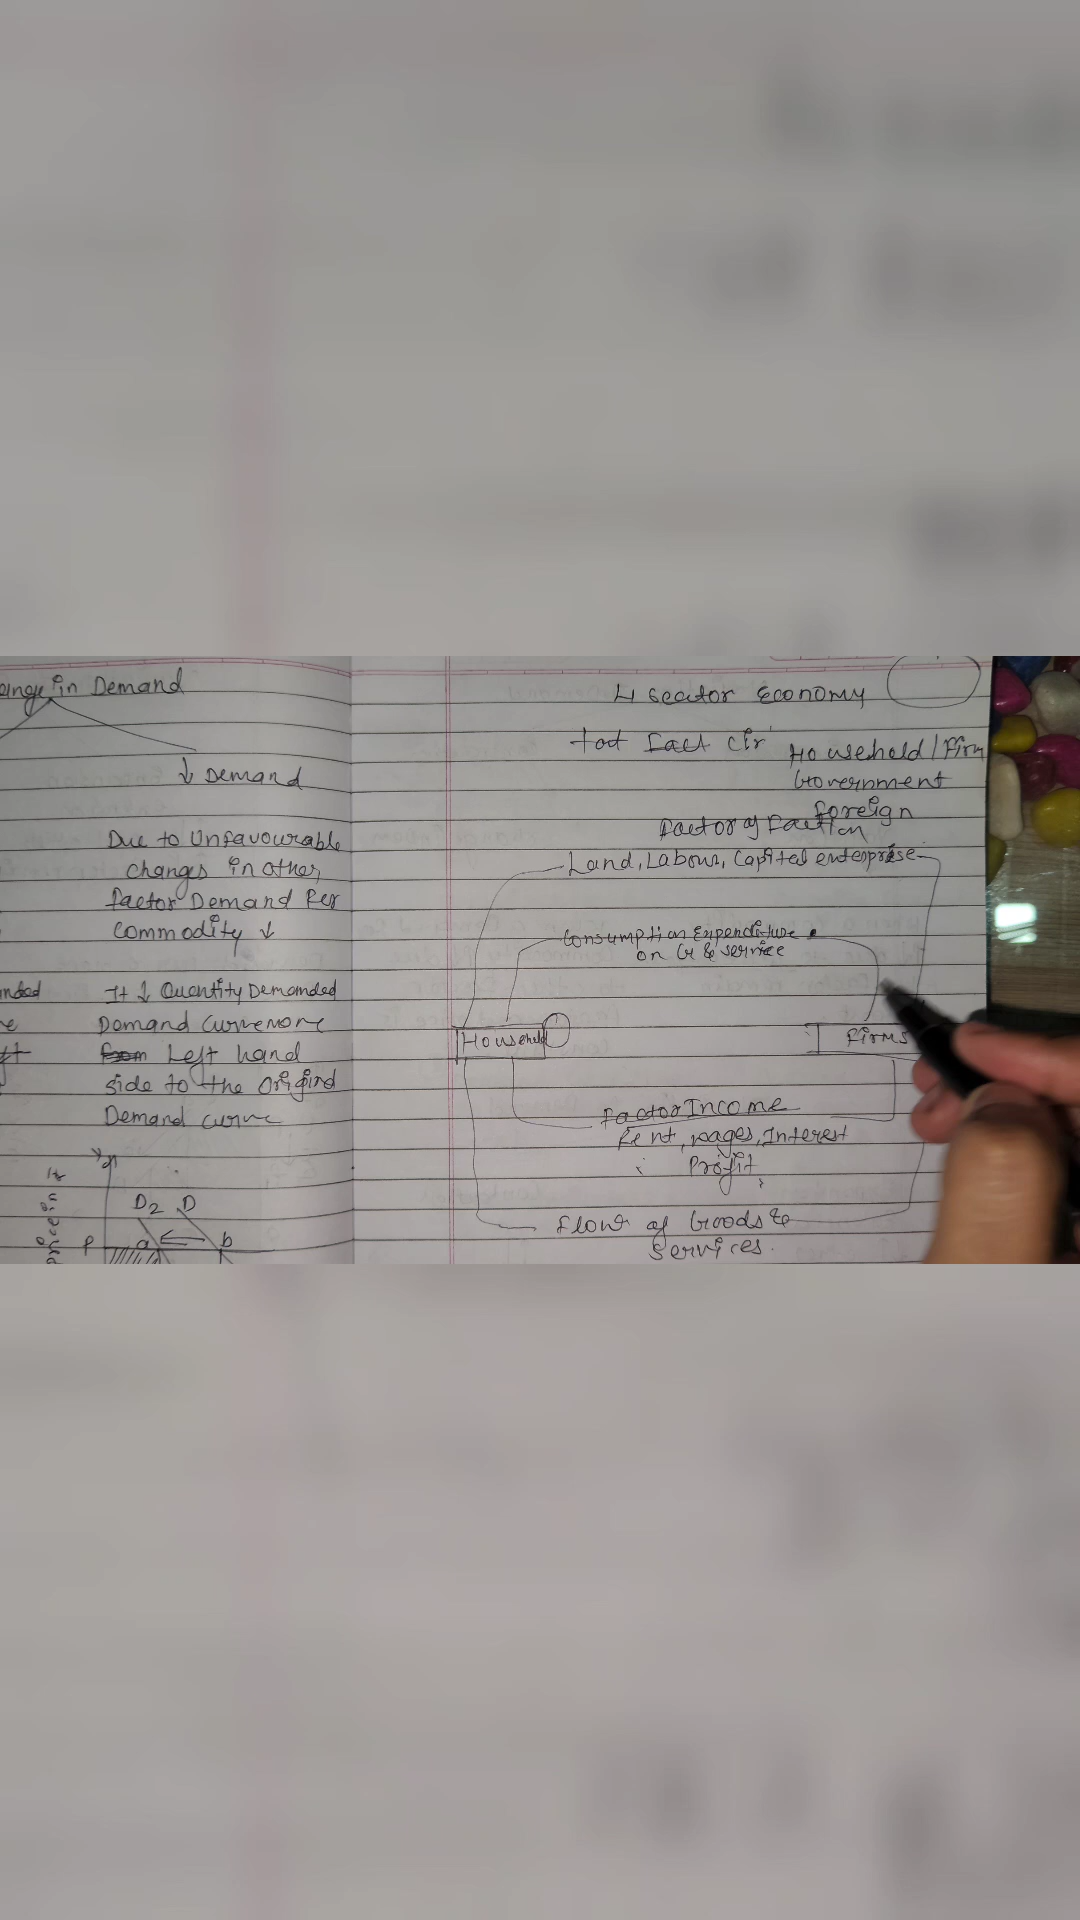 in Demand
↓ Demand
Due to Unfavourable
changes in other,
factor Demand For
commodity ↓
It ↓ Quantity Demanded
Demand curve
Left hand
side to the
Demand curve
D2 D
P a b
4 sector Economy
Household / Firm
Government
foreign
Factor of
Land, Labour, Capital enterprise
Consumption Expenditure
on G & service
Household
Firms
Factor Income
Rent, wages, Interest
Profit
Flow of Goods &
Services.